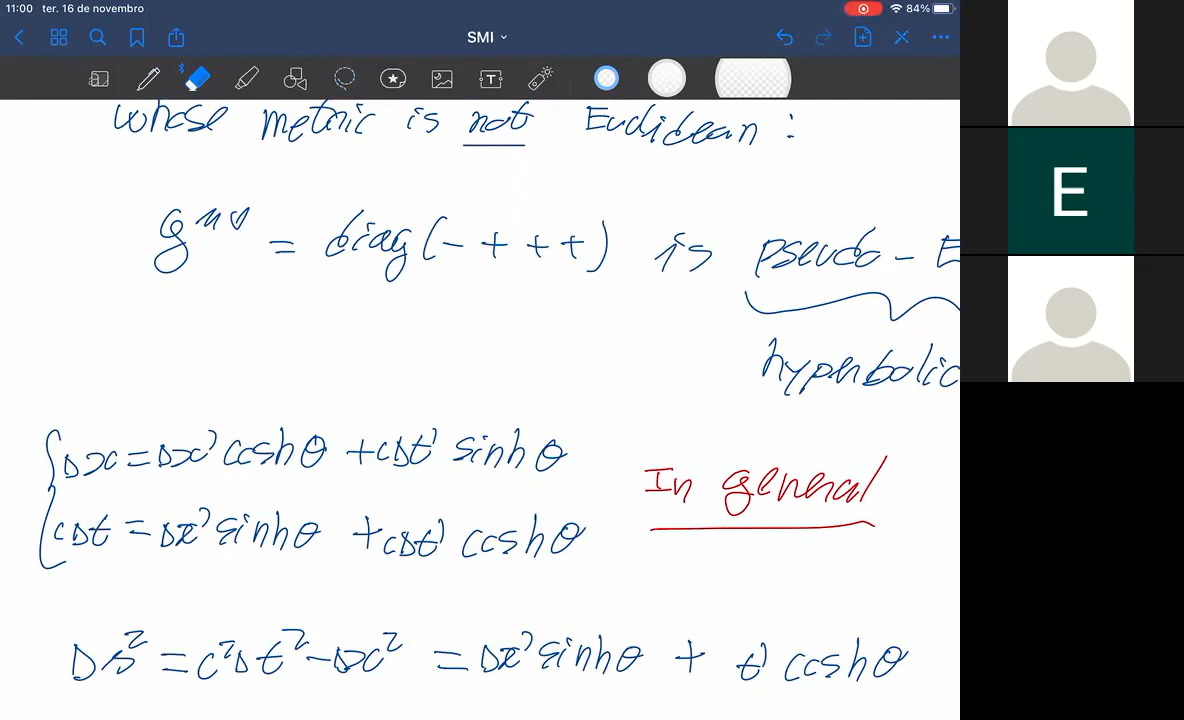 11:00 ter. 16 de novembro 84%
SMI
E
whose metric is not Euclidean :
g^μν = diag(- + + +) is pseudo - E
hyperbolic
Δx = Δx' cosh θ + cΔt' sinh θ
In general
cΔt = Δx' sinh θ + cΔt' cosh θ
Δs² = c²Δt² - Δx² = Δx' sinh θ + t' cosh θ